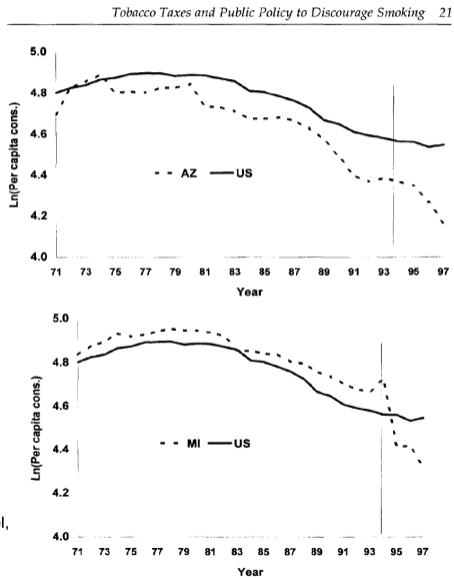 Tobacco Taxes and Public Policy to Discourage Smoking 21
5.0
4.8
4.6
4.4
4.2
4.0
Ln(Per capita cons.)
AZ US
71 73 75 77 79 81 83 85 87 89 91 93 95 97
Year
5.0
4.8
4.6
4.4
4.2
4.0
Ln(Per capita cons.)
MI US
71 73 75 77 79 81 83 85 87 89 91 93 95 97
Year